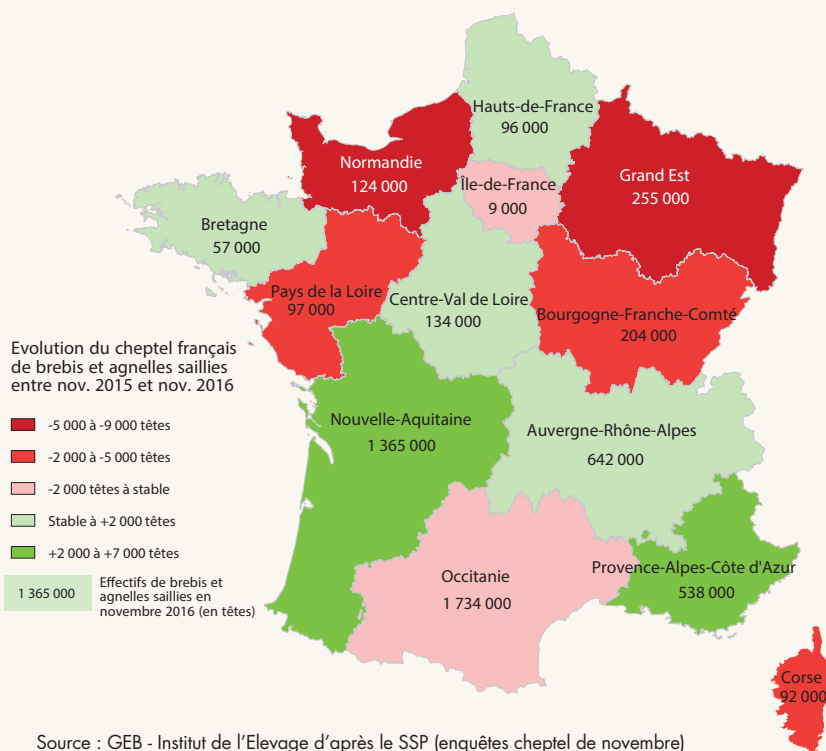 Hauts-de-France
96 000
Normandie
124 000
Île-de-France
9 000
Grand Est
255 000
Bretagne
57 000
Pays de la Loire
97 000
Centre-Val de Loire
134 000
Bourgogne-Franche-Comté
204 000
Evolution du cheptel français
de brebis et agnelles saillies
entre nov. 2015 et nov. 2016
-5 000 à -9 000 têtes
-2 000 à -5 000 têtes
-2 000 têtes à stable
Stable à +2 000 têtes
+2 000 à +7 000 têtes
1 365 000
Effectifs de brebis et
agnelles saillies en
novembre 2016 (en têtes)
Nouvelle-Aquitaine
1 365 000
Auvergne-Rhône-Alpes
642 000
Occitanie
1 734 000
Provence-Alpes-Côte d'Azur
538 000
Corse
92 000
Source : GEB - Institut de l'Elevage d'après le SSP (enquêtes cheptel de novembre)